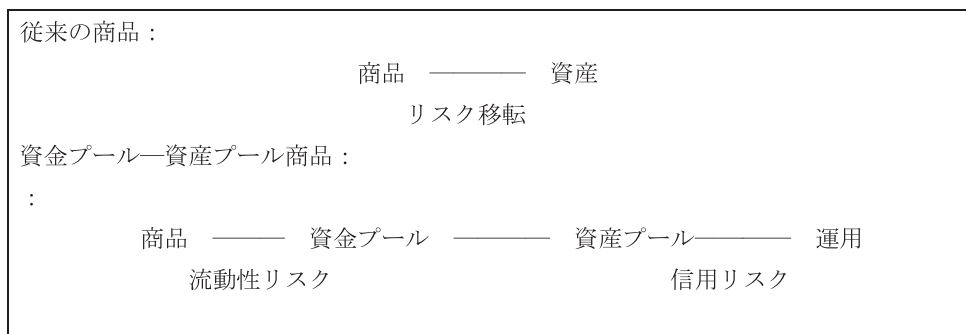 従来の商品：
商品　————　資産
リスク移転
資金プール―資産プール商品：
：
商品　———　資金プール　————　資産プール————　運用
流動性リスク　信用リスク